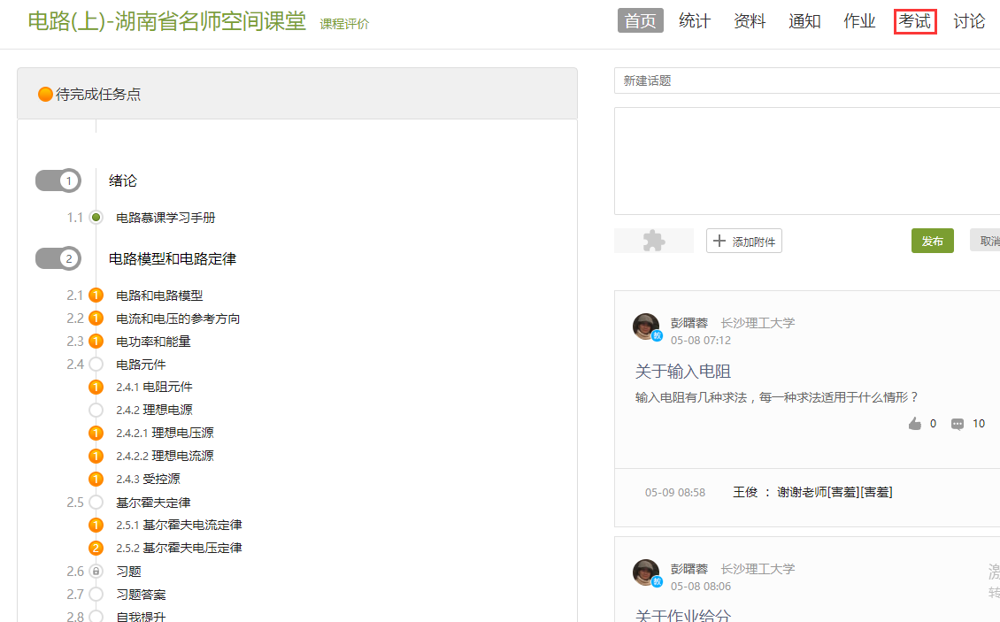 电路(上)-湖南省名师空间课堂 课程评价
首页 统计 资料 通知 作业 考试 讨论
待完成任务点
1 绪论
1.1 电路慕课学习手册
2 电路模型和电路定律
2.1 1 电路和电路模型
2.2 1 电流和电压的参考方向
2.3 1 电功率和能量
2.4 电路元件
1 2.4.1 电阻元件
2.4.2 理想电源
1 2.4.2.1 理想电压源
1 2.4.2.2 理想电流源
1 2.4.3 受控源
2.5 基尔霍夫定律
1 2.5.1 基尔霍夫电流定律
2 2.5.2 基尔霍夫电压定律
2.6 习题
2.7 习题答案
2.8 自我提升
新建话题
添加附件 发布 取消
彭曙蓉 长沙理工大学
教
05-08 07:12
关于输入电阻
输入电阻有几种求法，每一种求法适用于什么情形？
0 10
05-09 08:58 王俊 ： 谢谢老师[害羞][害羞]
彭曙蓉 长沙理工大学
教
05-08 08:06
关于作业给分
激
转